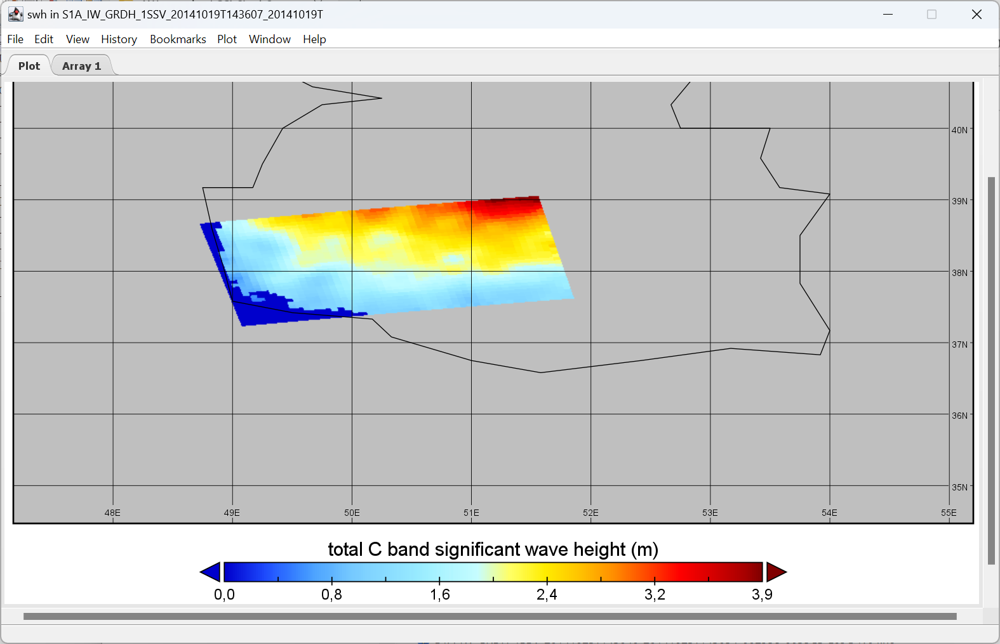 swh in S1A_IW_GRDH_1SSV_20141019T143607_20141019T
File Edit View History Bookmarks Plot Window Help
Plot Array 1
40N
39N
38N
37N
36N
35N
48E 49E 50E 51E 52E 53E 54E 55E
total C band significant wave height (m)
0,0 0,8 1,6 2,4 3,2 3,9